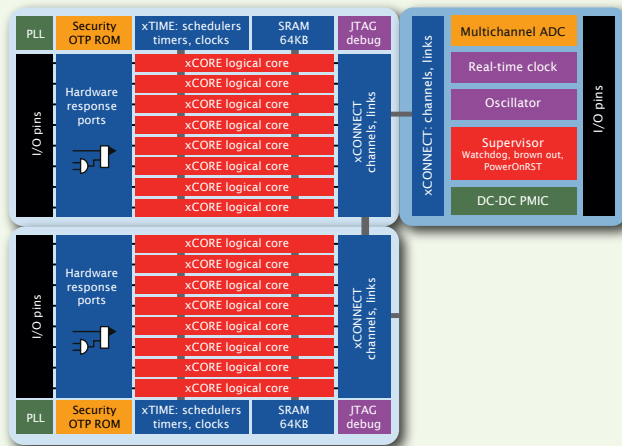 PLL
Security
OTP ROM
xTIME: schedulers
timers, clocks
SRAM
64KB
JTAG
debug
I/O pins
Hardware
response
ports
xCORE logical core
xCORE logical core
xCORE logical core
xCORE logical core
xCORE logical core
xCORE logical core
xCORE logical core
xCORE logical core
xCONNECT
channels, links
xCONNECT: channels, links
Multichannel ADC
Real-time clock
Oscillator
Supervisor
Watchdog, brown out,
PowerOnRST
DC-DC PMIC
I/O pins
I/O pins
Hardware
response
ports
xCORE logical core
xCORE logical core
xCORE logical core
xCORE logical core
xCORE logical core
xCORE logical core
xCORE logical core
xCORE logical core
xCONNECT
channels, links
PLL
Security
OTP ROM
xTIME: schedulers
timers, clocks
SRAM
64KB
JTAG
debug